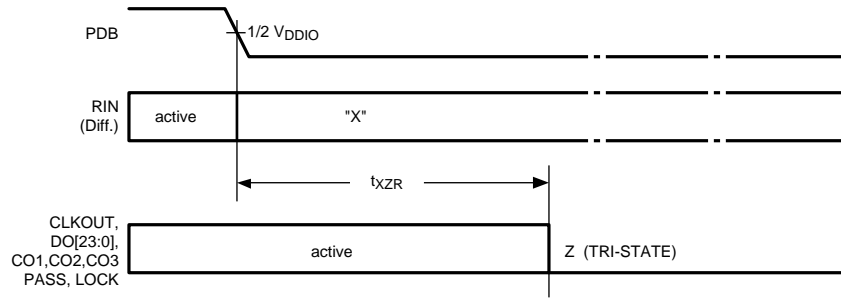 PDB
1/2 VDDIO
RIN
(Diff.)
active
"X"
tXZR
CLKOUT,
DO[23:0],
CO1,CO2,CO3
PASS, LOCK
active
Z (TRI-STATE)